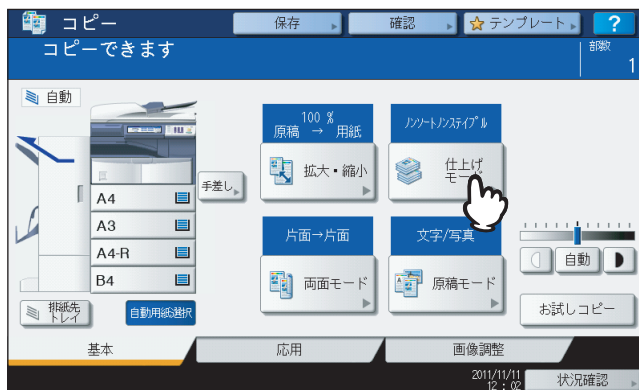 コピー
保存
確認
テンプレート
?
コピーできます
部数
1
自動
100 %
原稿 → 用紙
ノンソートノンステイプル
拡大・縮小
仕上げ
モード
手差し
A4
A3
A4-R
B4
片面→片面
文字/写真
両面モード
原稿モード
自動
排紙先
トレイ
自動用紙選択
お試しコピー
基本
応用
画像調整
2011/11/11
12 : 02
状況確認